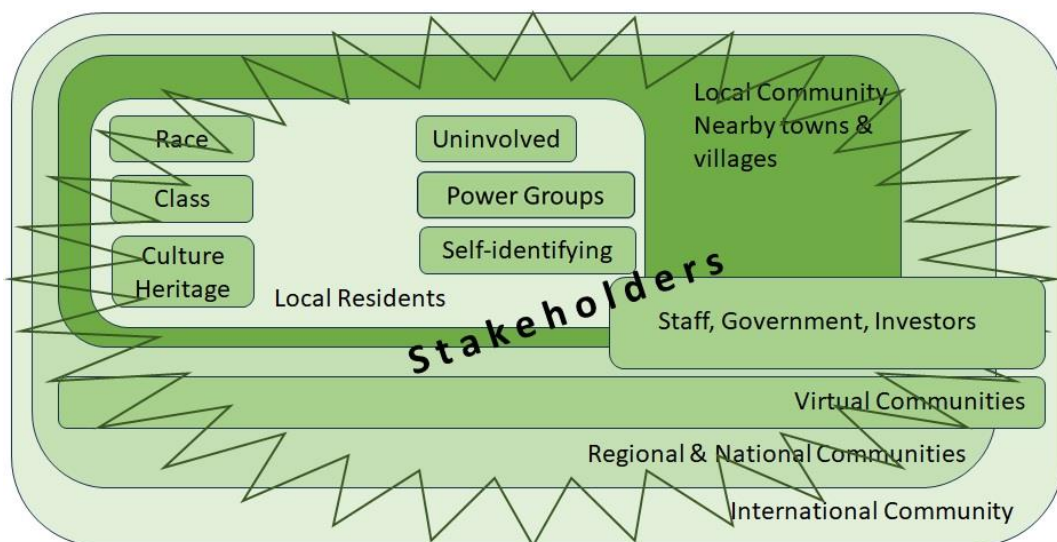 Local Community
Nearby towns &
villages
Race
Uninvolved
Class
Power Groups
Culture
Heritage
Self-identifying
Local Residents
Stakeholders
Staff, Government, Investors
Virtual Communities
Regional & National Communities
International Community